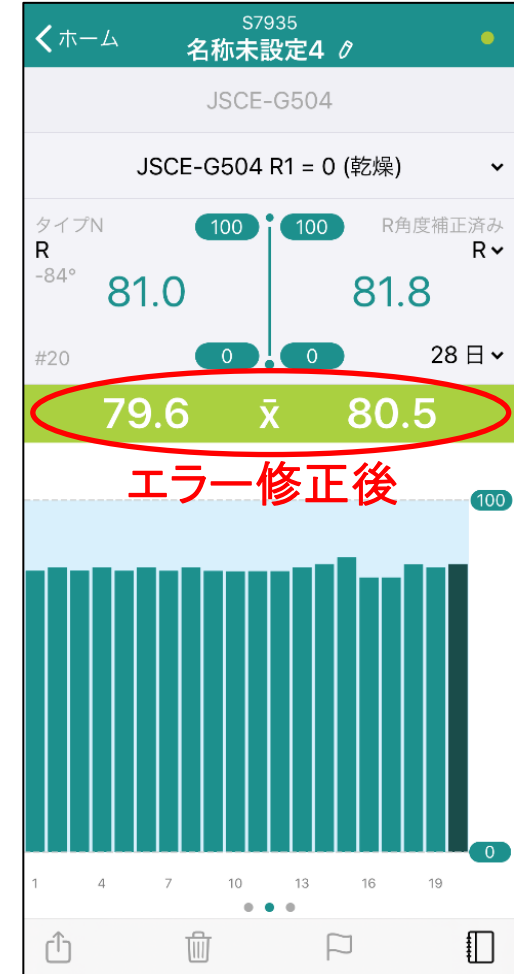 ホーム
S7935
名称未設定4
JSCE-G504
JSCE-G504 R1 = 0 (乾燥)
タイプN
R
-84°
100 100
R角度補正済み
R
81.0 81.8
#20
0 0
28 日
79.6 x̄ 80.5
エラー修正後
100
0
1 4 7 10 13 16 19